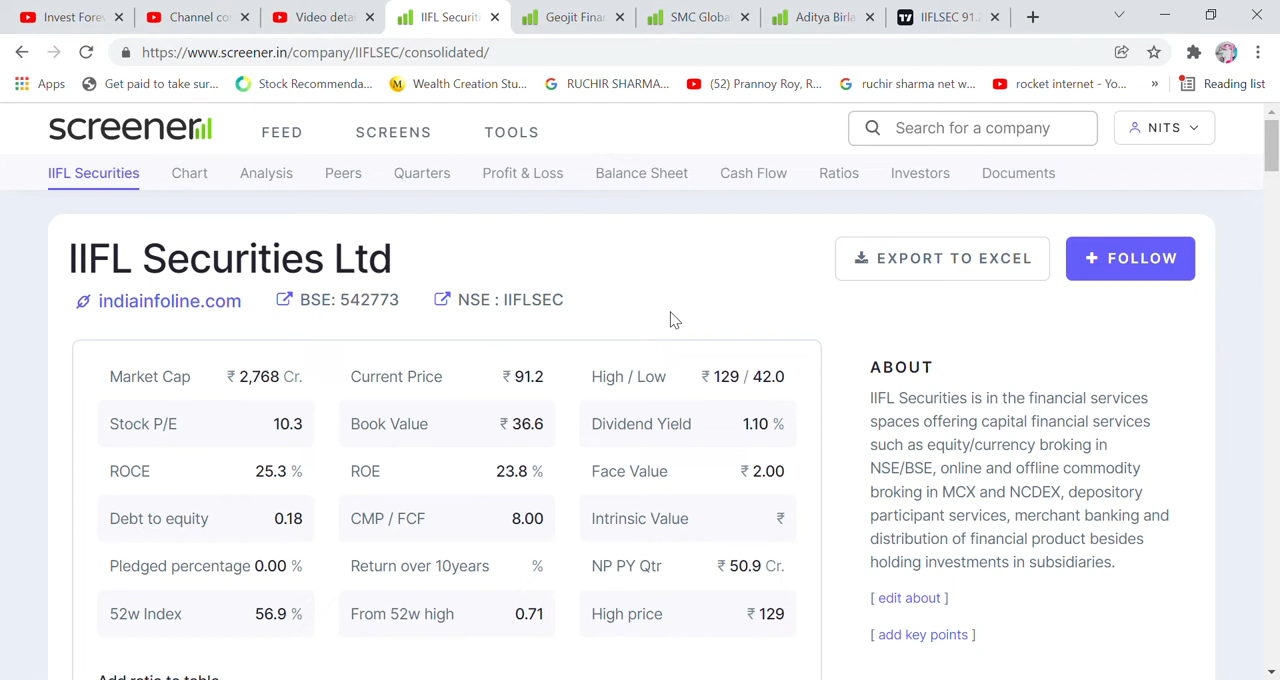 Invest Fore
Channel co
Video detai
IIFL Securiti
Geojit Finan
SMC Global
Aditya Birla
IIFLSEC 91.2
https://www.screener.in/company/IIFLSEC/consolidated/
Apps
Get paid to take sur...
Stock Recommenda...
Wealth Creation Stu...
RUCHIR SHARMA...
(52) Prannoy Roy, R...
ruchir sharma net w...
rocket internet - Yo...
»
Reading list
screener
FEED
SCREENS
TOOLS
Search for a company
NITS
IIFL Securities
Chart
Analysis
Peers
Quarters
Profit & Loss
Balance Sheet
Cash Flow
Ratios
Investors
Documents
IIFL Securities Ltd
EXPORT TO EXCEL
+ FOLLOW
indiainfoline.com
BSE: 542773
NSE : IIFLSEC
Market Cap ₹ 2,768 Cr.
Current Price ₹ 91.2
High / Low ₹ 129 / 42.0
Stock P/E 10.3
Book Value ₹ 36.6
Dividend Yield 1.10 %
ROCE 25.3 %
ROE 23.8 %
Face Value ₹ 2.00
Debt to equity 0.18
CMP / FCF 8.00
Intrinsic Value ₹
Pledged percentage 0.00 %
Return over 10years %
NP PY Qtr ₹ 50.9 Cr.
52w Index 56.9 %
From 52w high 0.71
High price ₹ 129
Add ratio to table
ABOUT
IIFL Securities is in the financial services
spaces offering capital financial services
such as equity/currency broking in
NSE/BSE, online and offline commodity
broking in MCX and NCDEX, depository
participant services, merchant banking and
distribution of financial product besides
holding investments in subsidiaries.
[ edit about ]
[ add key points ]